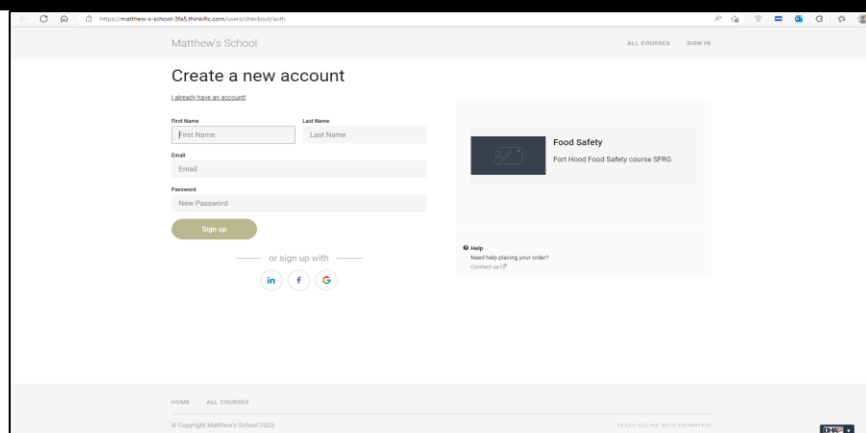 https://matthew-s-school-3fa5.thinkific.com/users/checkout/auth
Matthew's School
ALL COURSES SIGN IN
Create a new account
I already have an account!
First Name Last Name
First Name Last Name
Email
Email
Password
New Password
Sign up
or sign up with
in f G
Food Safety
Fort Hood Food Safety course SFRG
Help
Need help placing your order?
Contact us
HOME ALL COURSES
© Copyright Matthew's School 2023
TEACH ONLINE WITH THINKIFIC